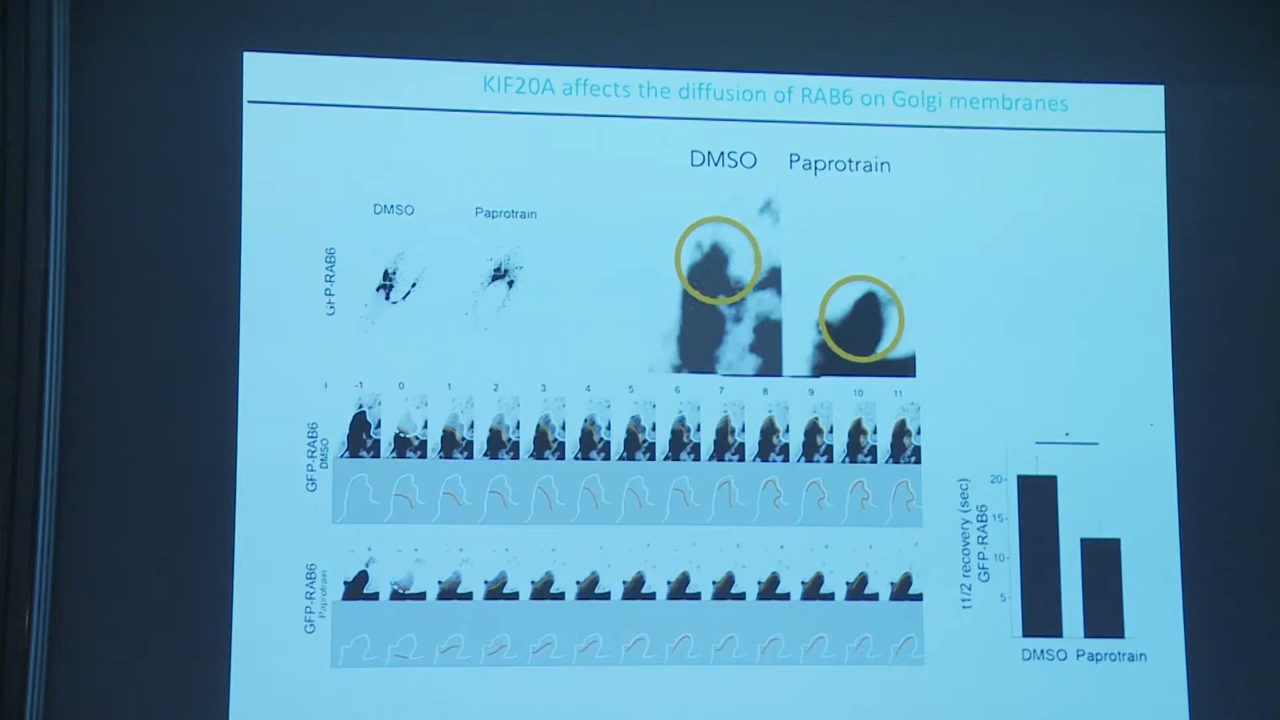 KIF20A affects the diffusion of RAB6 on Golgi membranes
DMSO Paprotrain
DMSO Paprotrain
GFP-RAB6
-1 0 1 2 3 4 5 6 7 8 9 10 11
GFP-RAB6
DMSO
GFP-RAB6
Paprotrain
*
t1/2 recovery (sec)
GFP-RAB6
20
15
10
5
DMSO Paprotrain